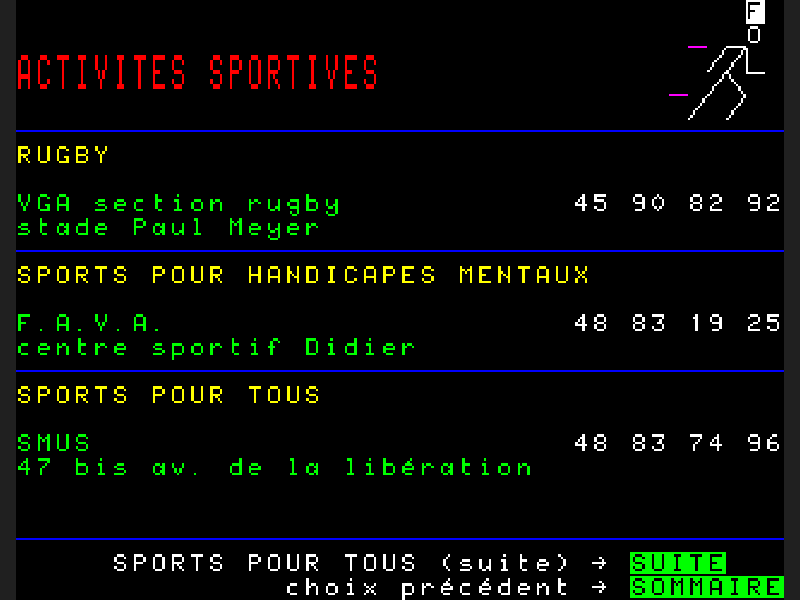 F
ACTIVITES SPORTIVES
RUGBY
VGA section rugby 45 90 82 92
stade Paul Meyer
SPORTS POUR HANDICAPES MENTAUX
F.A.V.A. 48 83 19 25
centre sportif Didier
SPORTS POUR TOUS
SMUS 48 83 74 96
47 bis av. de la libération
SPORTS POUR TOUS (suite) → SUITE
choix précédent → SOMMAIRE